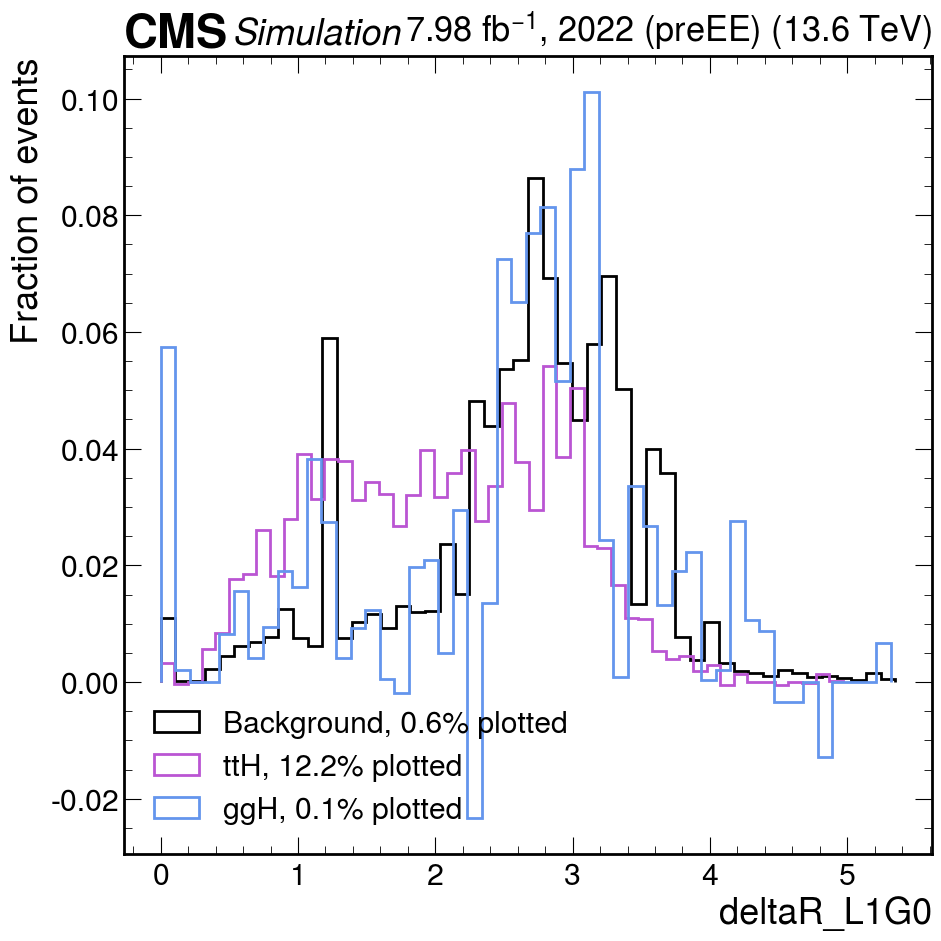 CMS Simulation 7.98 fb⁻¹, 2022 (preEE) (13.6 TeV)
Fraction of events
0.10
0.08
0.06
0.04
0.02
0.00
-0.02
Background, 0.6% plotted
ttH, 12.2% plotted
ggH, 0.1% plotted
0 1 2 3 4 5
deltaR_L1G0